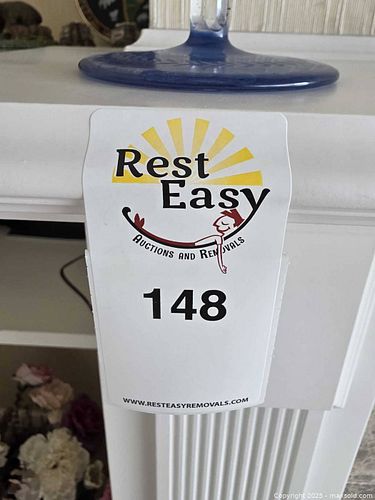 Rest
Easy
AUCTIONS AND REMOVALS
148
WWW.RESTEASYREMOVALS.COM
Copyright 2025 - maxsold.com